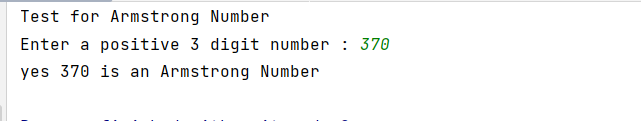 Test for Armstrong Number
Enter a positive 3 digit number : 370
yes 370 is an Armstrong Number